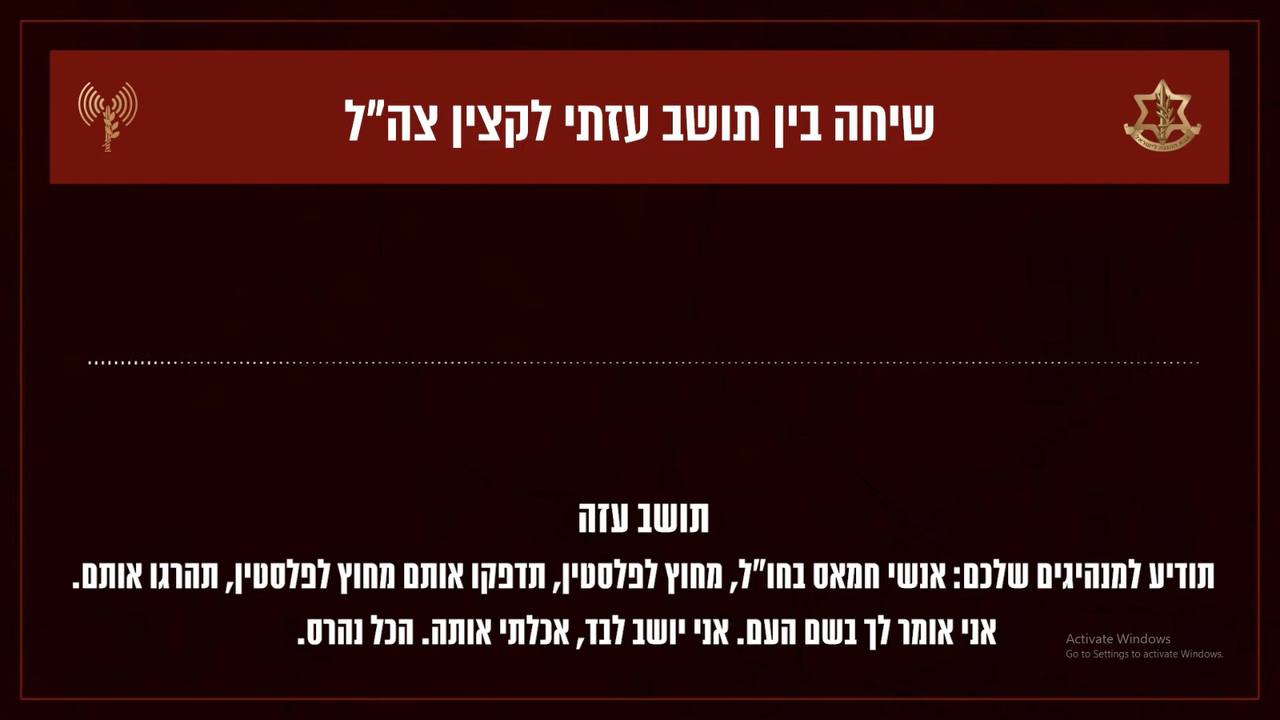 שיחה בין תושב עזתי לקצין צה"ל
תושב עזה
תודיע למנהיגים שלכם: אנשי חמאס בחו"ל, מחוץ לפלסטין, תדפקו אותם מחוץ לפלסטין, תהרגו אותם.
אני אומר לך בשם העם. אני יושב לבד, אכלתי אותה. הכל נהרס.
Activate Windows
Go to Settings to activate Windows.